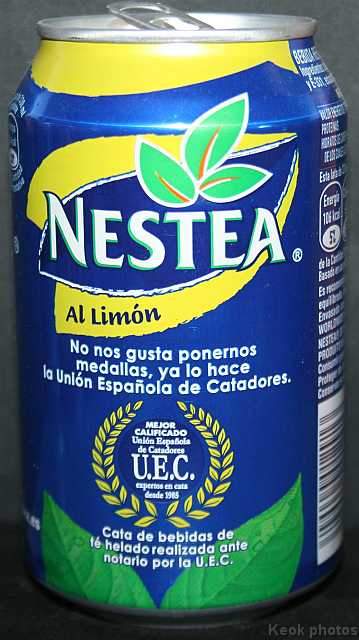 NESTEA
®
Al Limón
No nos gusta ponernos
medallas, ya lo hace
la Unión Española de Catadores.
MEJOR
CALIFICADO
Unión Española
de Catadores
U.E.C.
expertos en cata
desde 1985
Cata de bebidas de
té helado realizada ante
notario por la U.E.C.
Energía
106 kcal
Keok photos